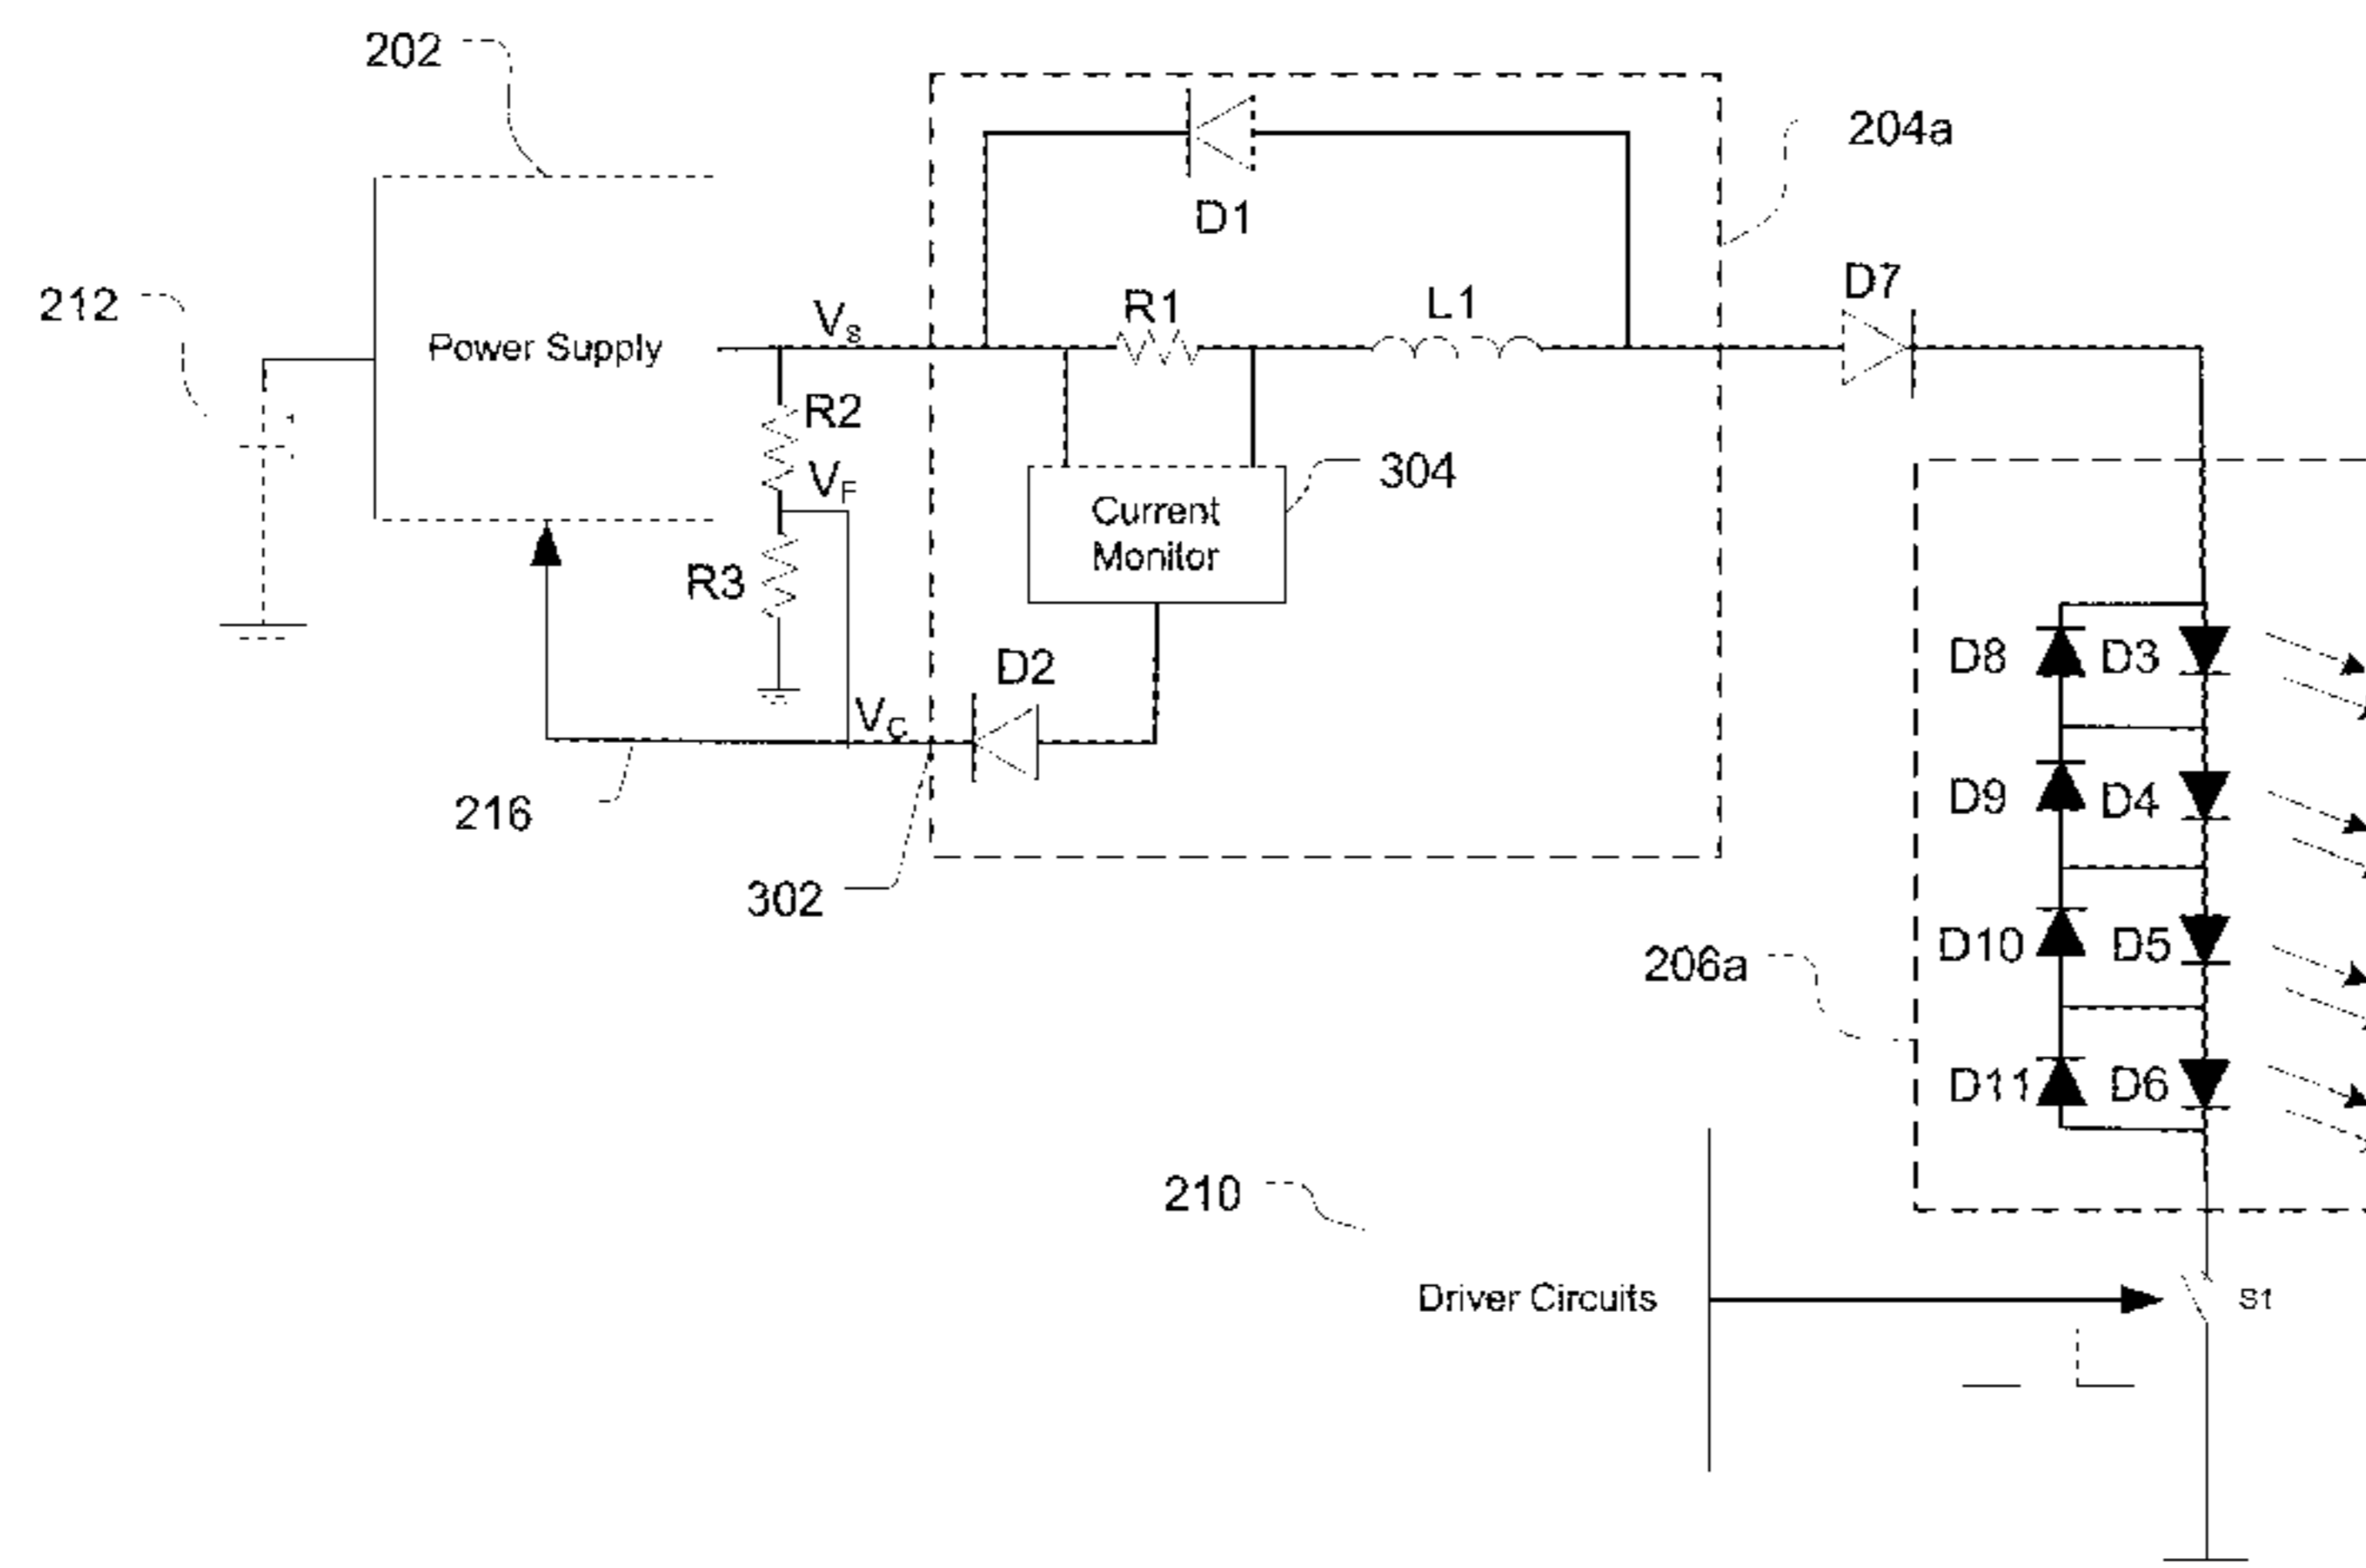 202
204a
D1
212
D7
R1
L1
Vs
Power Supply
R2
VF
304
Current
Monitor
R3
D2
D8
D3
VC
216
D9
D4
302
D10
D5
206a
D11
D6
210
Driver Circuits
S1